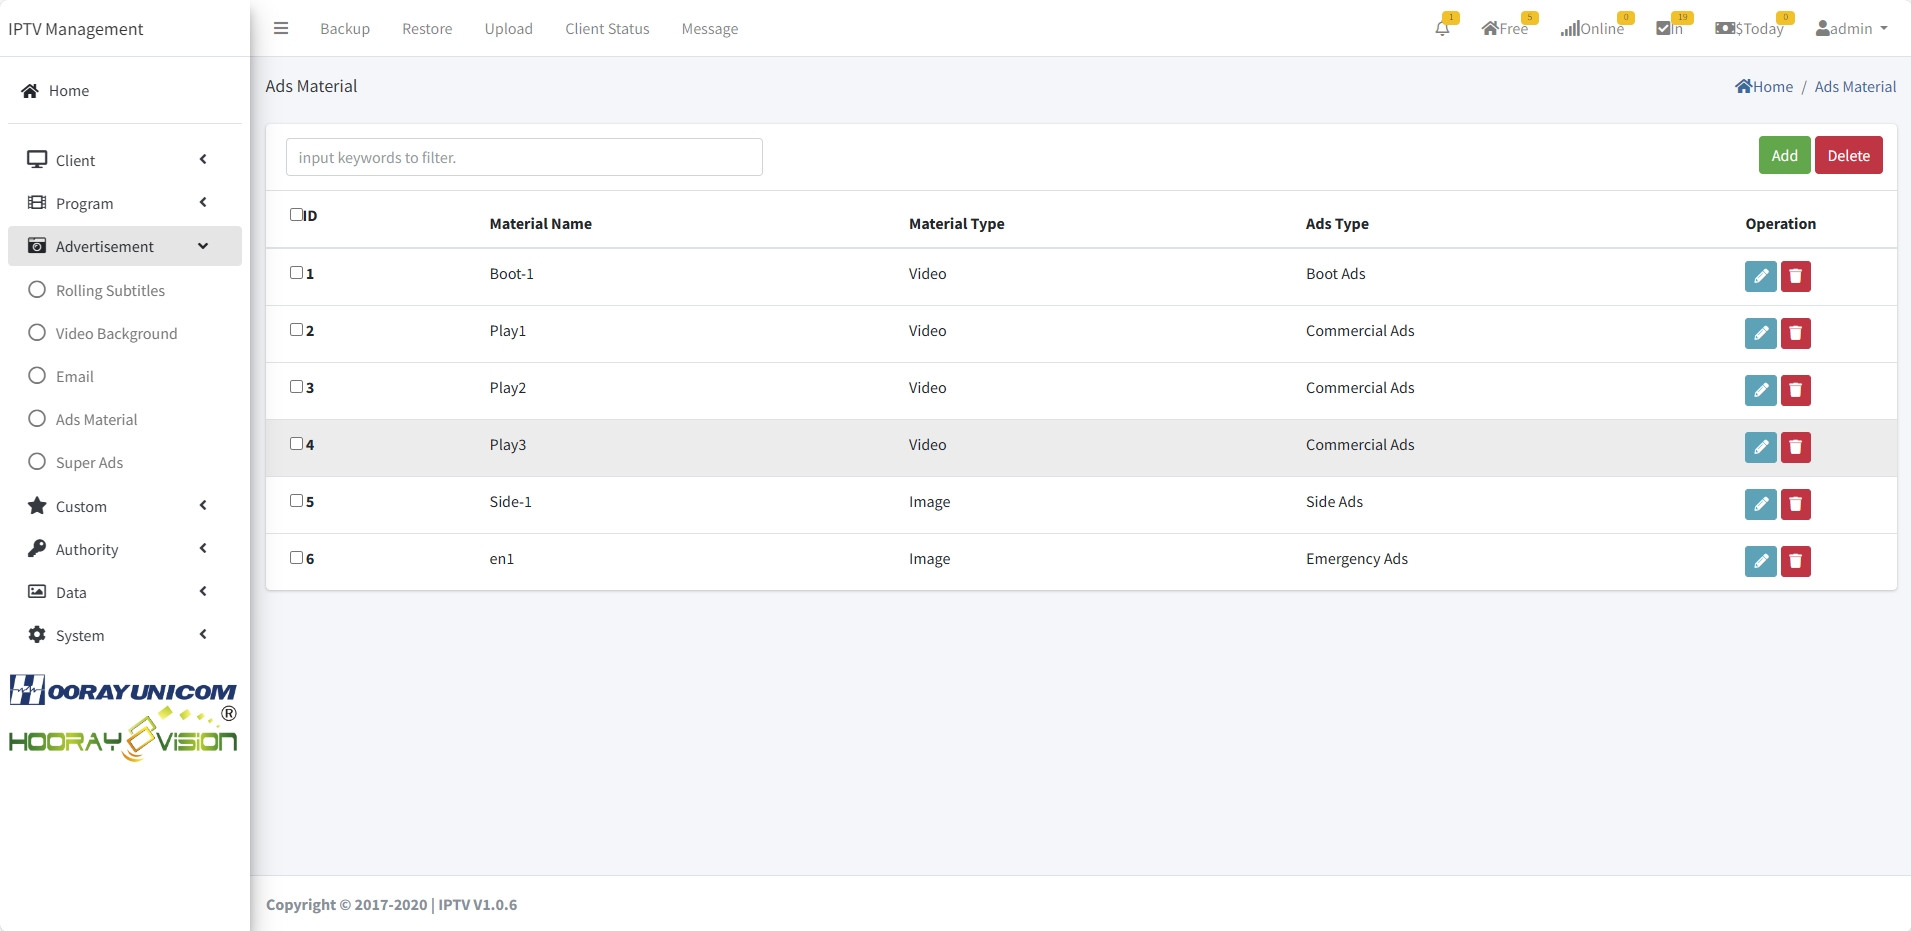 IPTV Management
Backup Restore Upload Client Status Message
1
Free 5
Online 0
In 19
$Today 0
admin
Home
Client
Program
Advertisement
Rolling Subtitles
Video Background
Email
Ads Material
Super Ads
Custom
Authority
Data
System
HOORAYUNICOM
HOORAY VISION ®
Ads Material
Home / Ads Material
input keywords to filter.
Add Delete
ID Material Name Material Type Ads Type Operation
1 Boot-1 Video Boot Ads
2 Play1 Video Commercial Ads
3 Play2 Video Commercial Ads
4 Play3 Video Commercial Ads
5 Side-1 Image Side Ads
6 en1 Image Emergency Ads
Copyright © 2017-2020 | IPTV V1.0.6